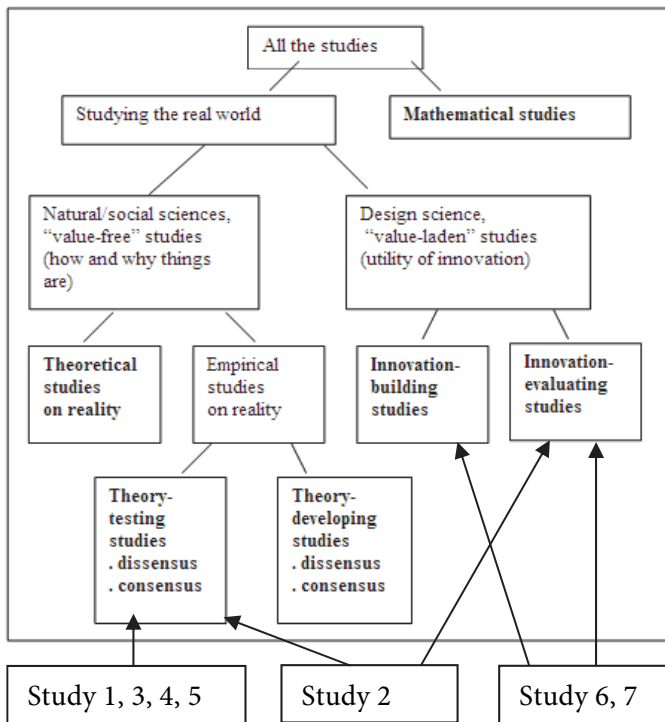 All the studies
Studying the real world
Mathematical studies
Natural/social sciences,
“value-free” studies
(how and why things
are)
Design science,
“value-laden” studies
(utility of innovation)
Theoretical
studies
on reality
Empirical
studies
on reality
Innovation-
building
studies
Innovation-
evaluating
studies
Theory-
testing
studies
. dissensus
. consensus
Theory-
developing
studies
. dissensus
. consensus
Study 1, 3, 4, 5
Study 2
Study 6, 7